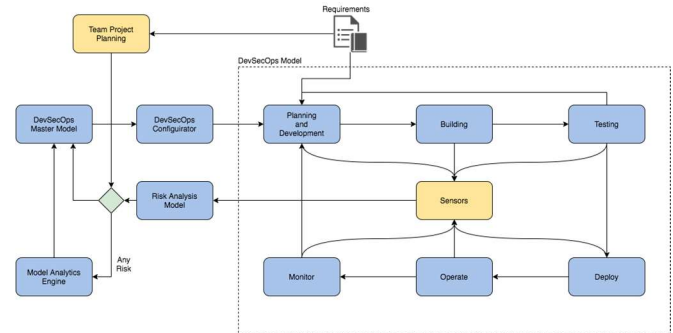 Requirements
Team Project
Planning
DevSecOps Model
DevSecOps
Master Model
DevSecOps
Configuirator
Planning
and
Development
Building
Testing
Risk Analysis
Model
Sensors
Any
Risk
Model Analytics
Engine
Monitor
Operate
Deploy